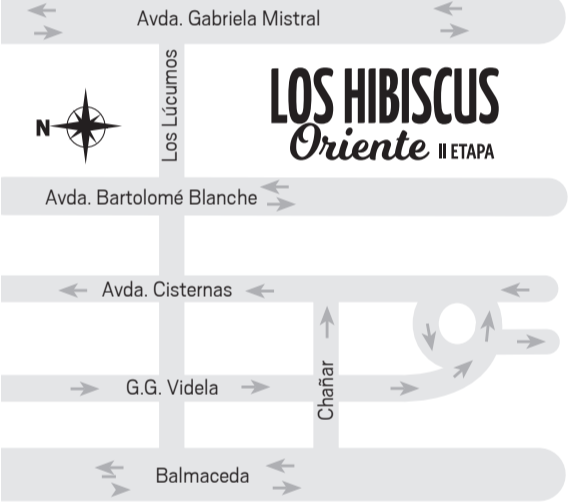 Avda. Gabriela Mistral
Los Lúcumos
LOS HIBISCUS
Oriente II ETAPA
N
Avda. Bartolomé Blanche
Avda. Cisternas
Chañar
G.G. Videla
Balmaceda